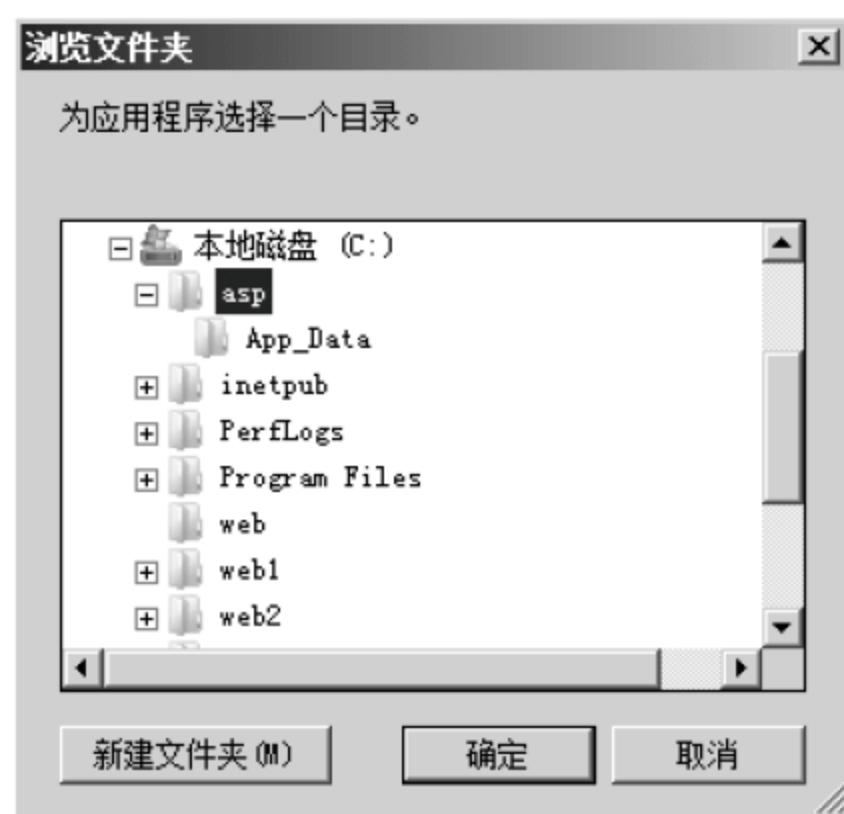 浏览文件夹
为应用程序选择一个目录。
本地磁盘 (C:)
asp
App_Data
inetpub
PerfLogs
Program Files
web
web1
web2
新建文件夹(M) 确定 取消